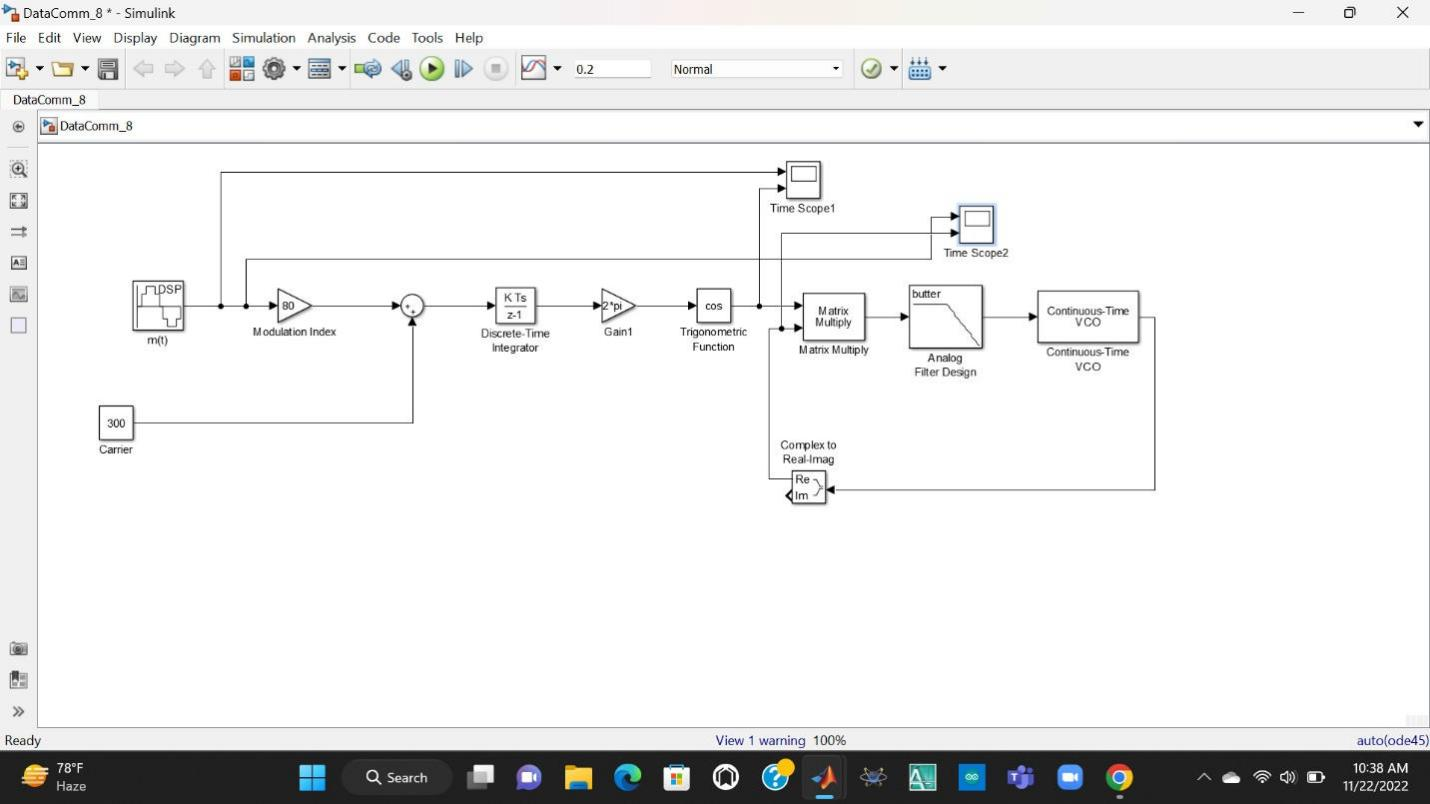 DataComm_8 * - Simulink
File Edit View Display Diagram Simulation Analysis Code Tools Help
0.2 Normal
DataComm_8
DataComm_8
Time Scope1
Time Scope2
DSP
m(t)
80
Modulation Index
K Ts
z-1
Discrete-Time
Integrator
2*pi
Gain1
cos
Trigonometric
Function
Matrix
Multiply
Matrix Multiply
butter
Analog
Filter Design
Continuous-Time
VCO
Continuous-Time
VCO
300
Carrier
Complex to
Real-Imag
Re
Im
Ready View 1 warning 100% auto(ode45)
78°F
Haze
Search
10:38 AM
11/22/2022